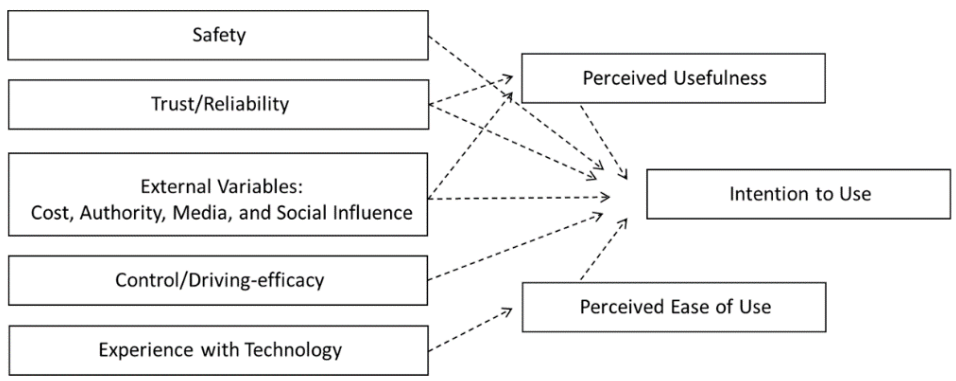 Safety
Perceived Usefulness
Trust/Reliability
External Variables:
Cost, Authority, Media, and Social Influence
Intention to Use
Control/Driving-efficacy
Perceived Ease of Use
Experience with Technology